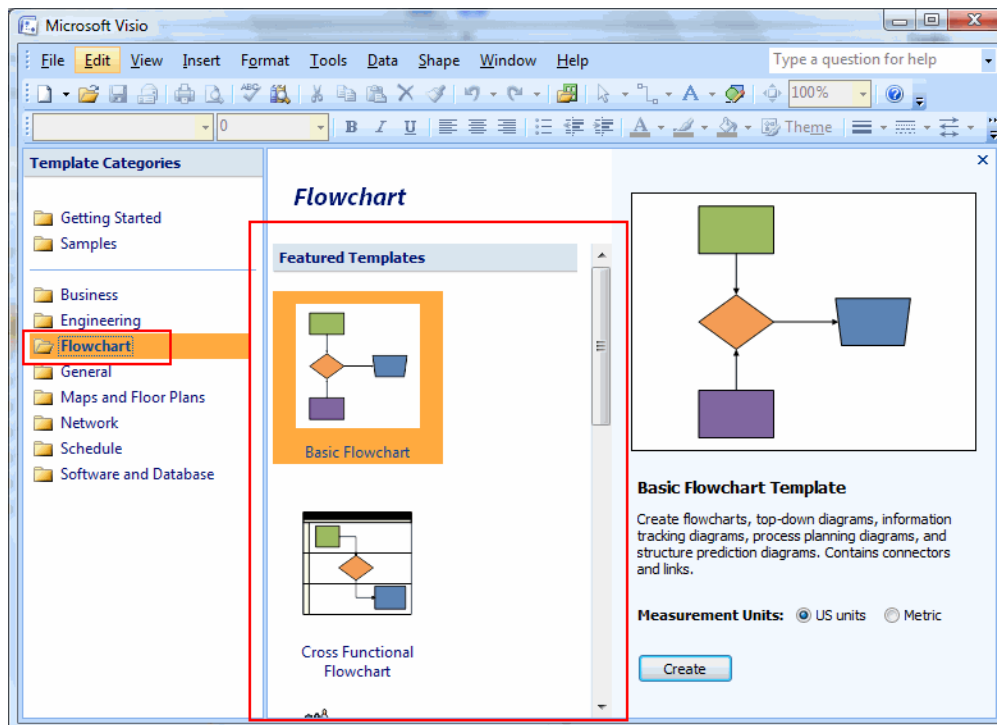 Microsoft Visio
File Edit View Insert Format Tools Data Shape Window Help Type a question for help
ABC A 100%
0 B I U A Theme
Template Categories
Getting Started
Samples
Business
Engineering
Flowchart
General
Maps and Floor Plans
Network
Schedule
Software and Database
Flowchart
Featured Templates
Basic Flowchart
Cross Functional
Flowchart
Basic Flowchart Template
Create flowcharts, top-down diagrams, information
tracking diagrams, process planning diagrams, and
structure prediction diagrams. Contains connectors
and links.
Measurement Units: US units Metric
Create